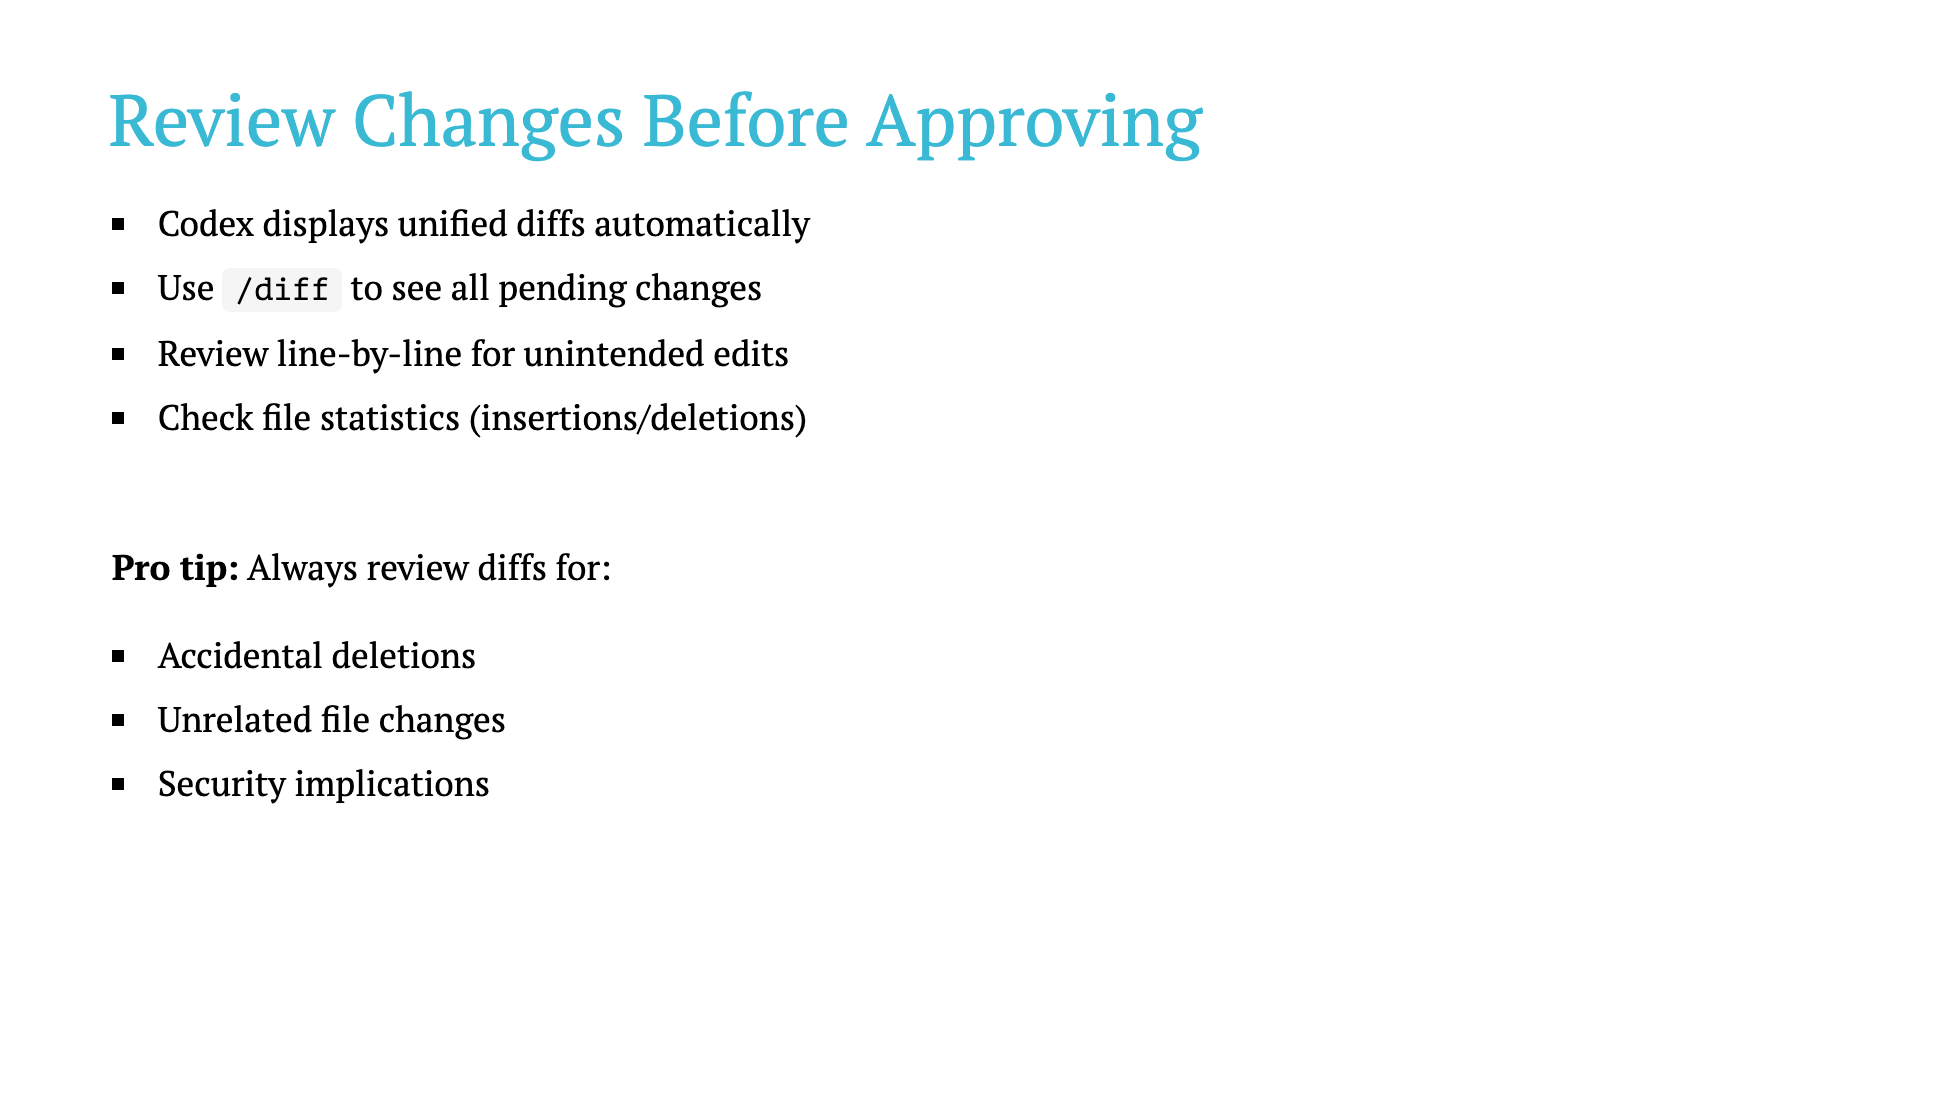 Review Changes Before Approving
▪ Codex displays unified diffs automatically
▪ Use /diff to see all pending changes
▪ Review line-by-line for unintended edits
▪ Check file statistics (insertions/deletions)
Pro tip: Always review diffs for:
▪ Accidental deletions
▪ Unrelated file changes
▪ Security implications